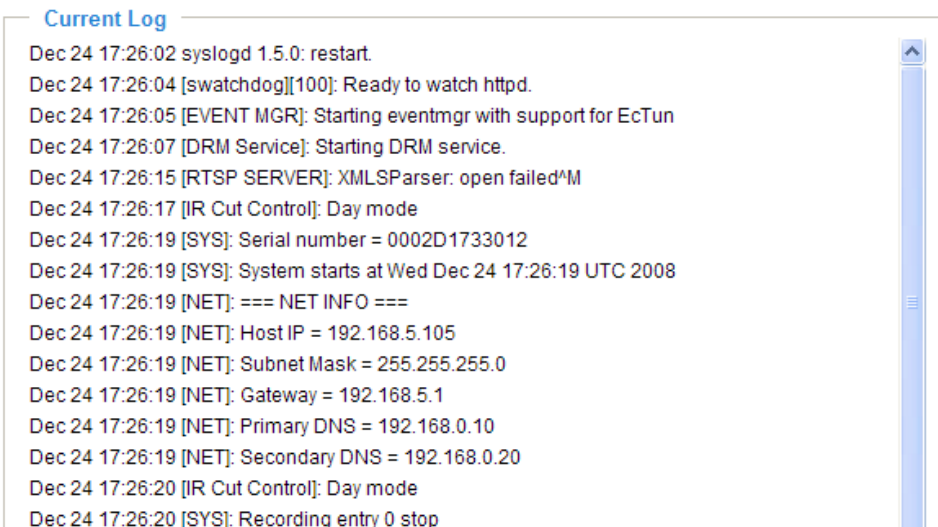 Current Log
Dec 24 17:26:02 syslogd 1.5.0: restart.
Dec 24 17:26:04 [swatchdog][100]: Ready to watch httpd.
Dec 24 17:26:05 [EVENT MGR]: Starting eventmgr with support for EcTun
Dec 24 17:26:07 [DRM Service]: Starting DRM service.
Dec 24 17:26:15 [RTSP SERVER]: XMLSParser: open failed^M
Dec 24 17:26:17 [IR Cut Control]: Day mode
Dec 24 17:26:19 [SYS]: Serial number = 0002D1733012
Dec 24 17:26:19 [SYS]: System starts at Wed Dec 24 17:26:19 UTC 2008
Dec 24 17:26:19 [NET]: === NET INFO ===
Dec 24 17:26:19 [NET]: Host IP = 192.168.5.105
Dec 24 17:26:19 [NET]: Subnet Mask = 255.255.255.0
Dec 24 17:26:19 [NET]: Gateway = 192.168.5.1
Dec 24 17:26:19 [NET]: Primary DNS = 192.168.0.10
Dec 24 17:26:19 [NET]: Secondary DNS = 192.168.0.20
Dec 24 17:26:20 [IR Cut Control]: Day mode
Dec 24 17:26:20 [SYS]: Recording entry 0 stop